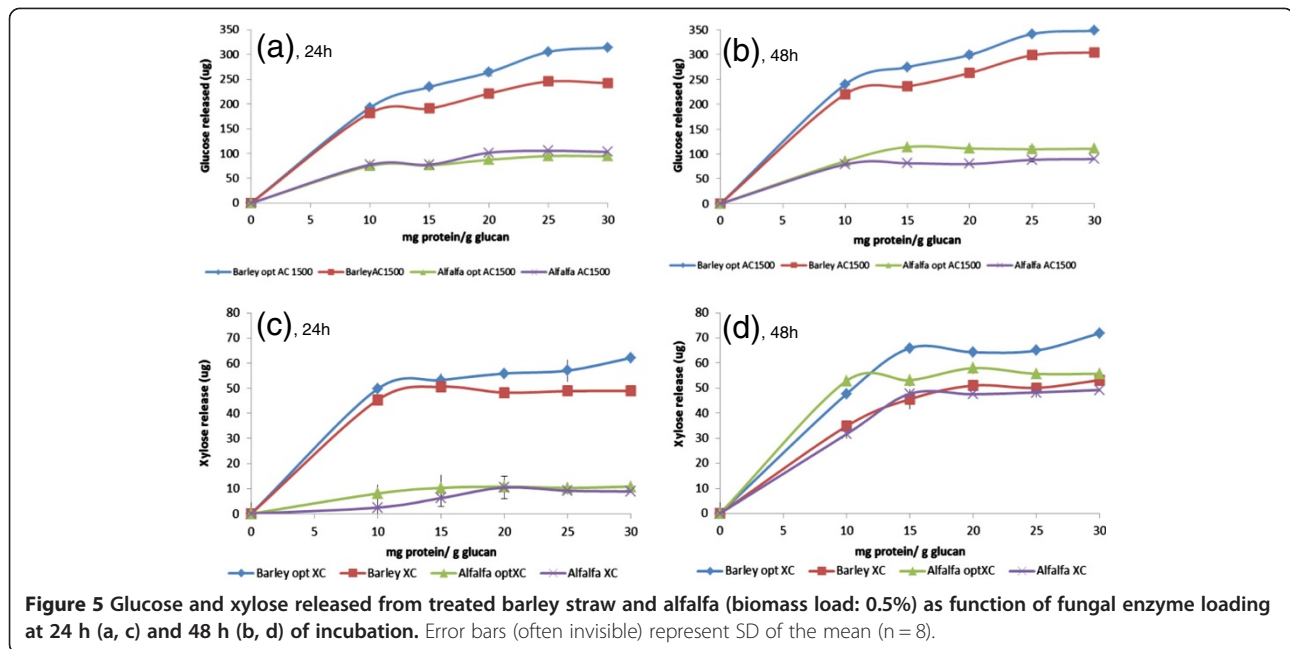 (a), 24h
350
300
250
200
150
100
50
0
Glucose released (ug)
0 5 10 15 20 25 30
mg protein/g glucan
Barley opt AC 1500 BarleyAC1500 Alfalfa opt AC1500 Alfalfa AC1500
(b), 48h
350
300
250
200
150
100
50
0
Glucose released (ug)
0 5 10 15 20 25 30
mg protein/g glucan
Barley opt AC1500 Barley AC1500 Alfalfa opt AC1500 Alfalfa AC1500
(c), 24h
80
70
60
50
40
30
20
10
0
Xylose release (ug)
0 5 10 15 20 25 30
mg protein/ g glucan
Barley opt XC Barley XC Alfalfa optXC Alfalfa XC
(d), 48h
80
70
60
50
40
30
20
10
0
Xylose release (ug)
0 5 10 15 20 25 30
mg protein/ g glucan
Barley opt XC Barley XC Alfalfa optXC Alfalfa XC
Figure 5 Glucose and xylose released from treated barley straw and alfalfa (biomass load: 0.5%) as function of fungal enzyme loading
at 24 h (a, c) and 48 h (b, d) of incubation. Error bars (often invisible) represent SD of the mean (n = 8).